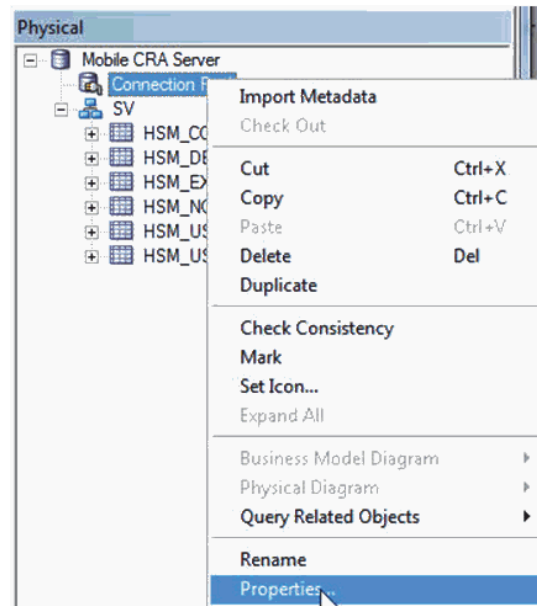 Physical
Mobile CRA Server
Connection
SV
HSM_CO
HSM_DE
HSM_EX
HSM_NO
HSM_US
HSM_US
Import Metadata
Check Out
Cut Ctrl+X
Copy Ctrl+C
Paste Ctrl+V
Delete Del
Duplicate
Check Consistency
Mark
Set Icon...
Expand All
Business Model Diagram
Physical Diagram
Query Related Objects
Rename
Properties...